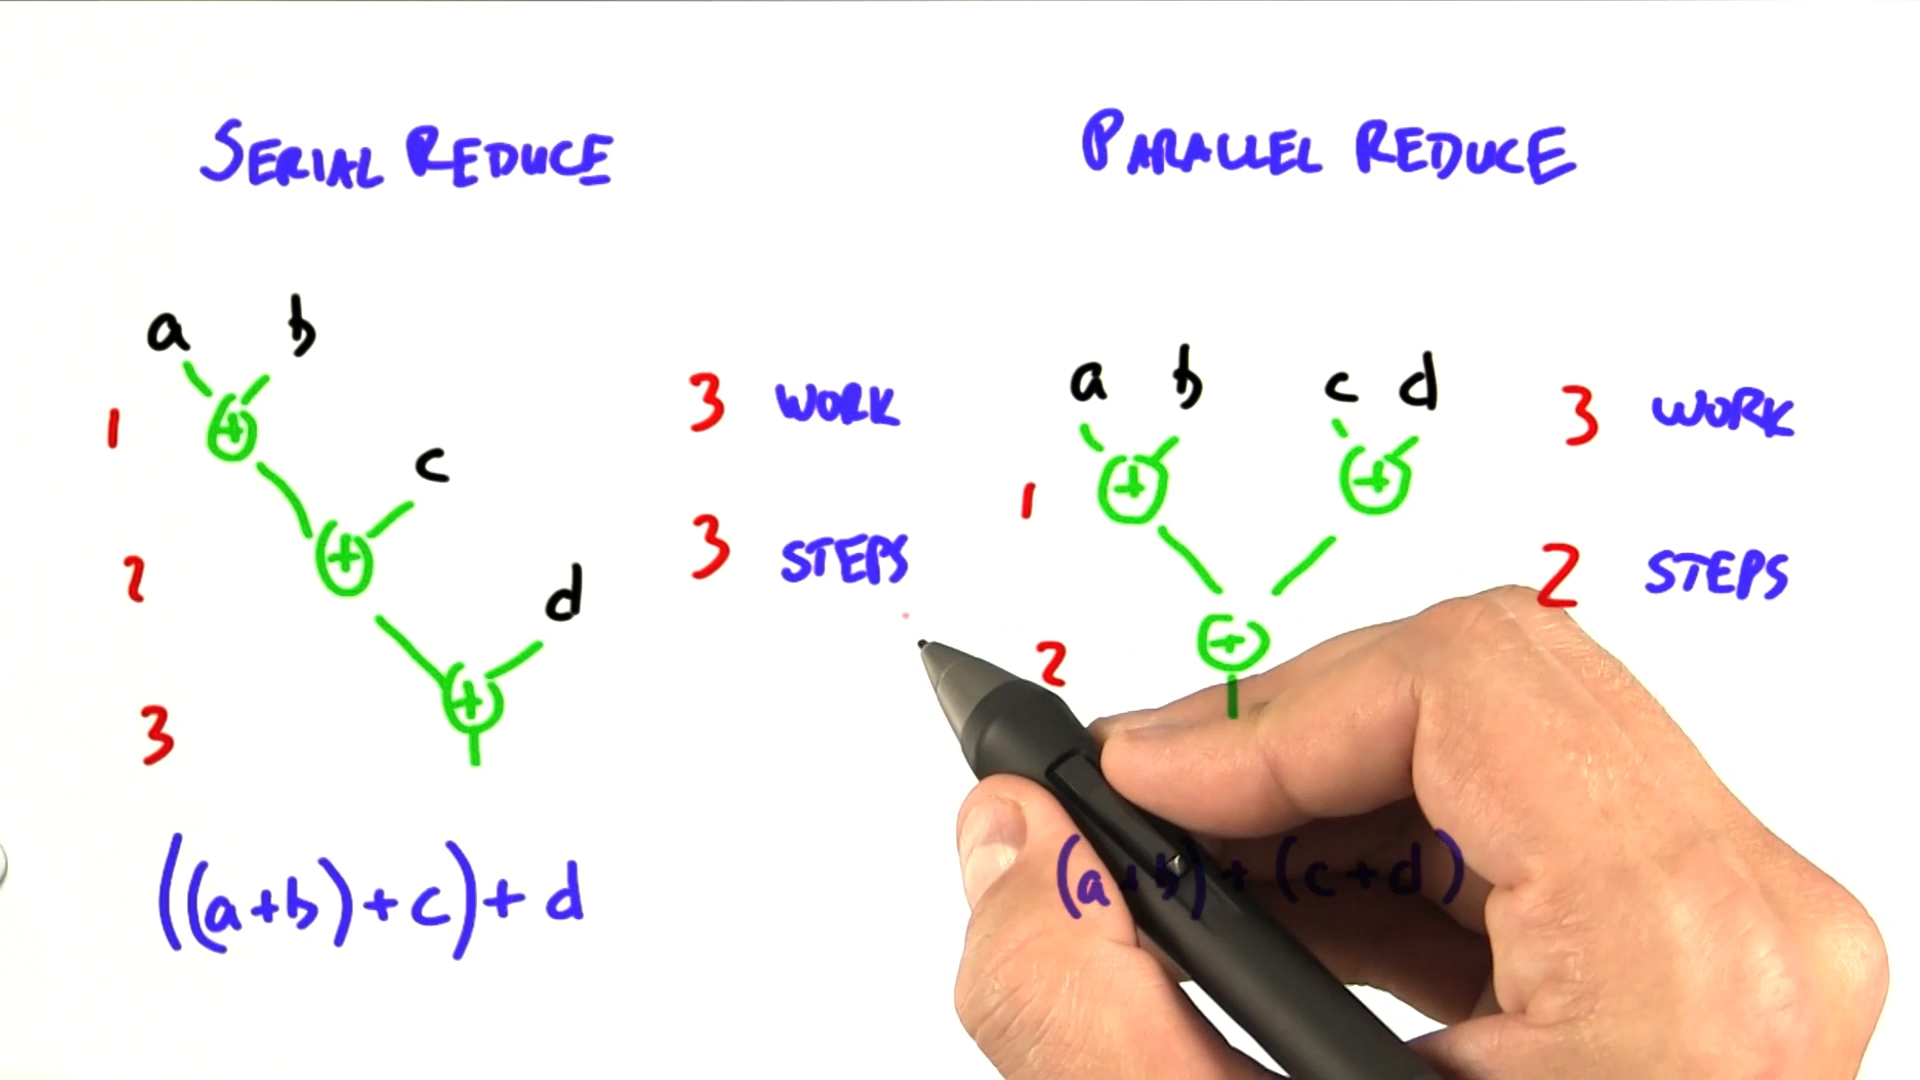 SERIAL REDUCE
a b
1 +
c
2 +
d
3 +
3 WORK
3 STEPS
((a+b)+c)+d
PARALLEL REDUCE
a b c d
1 + +
2 +
3 WORK
2 STEPS
(a+b)+(c+d)